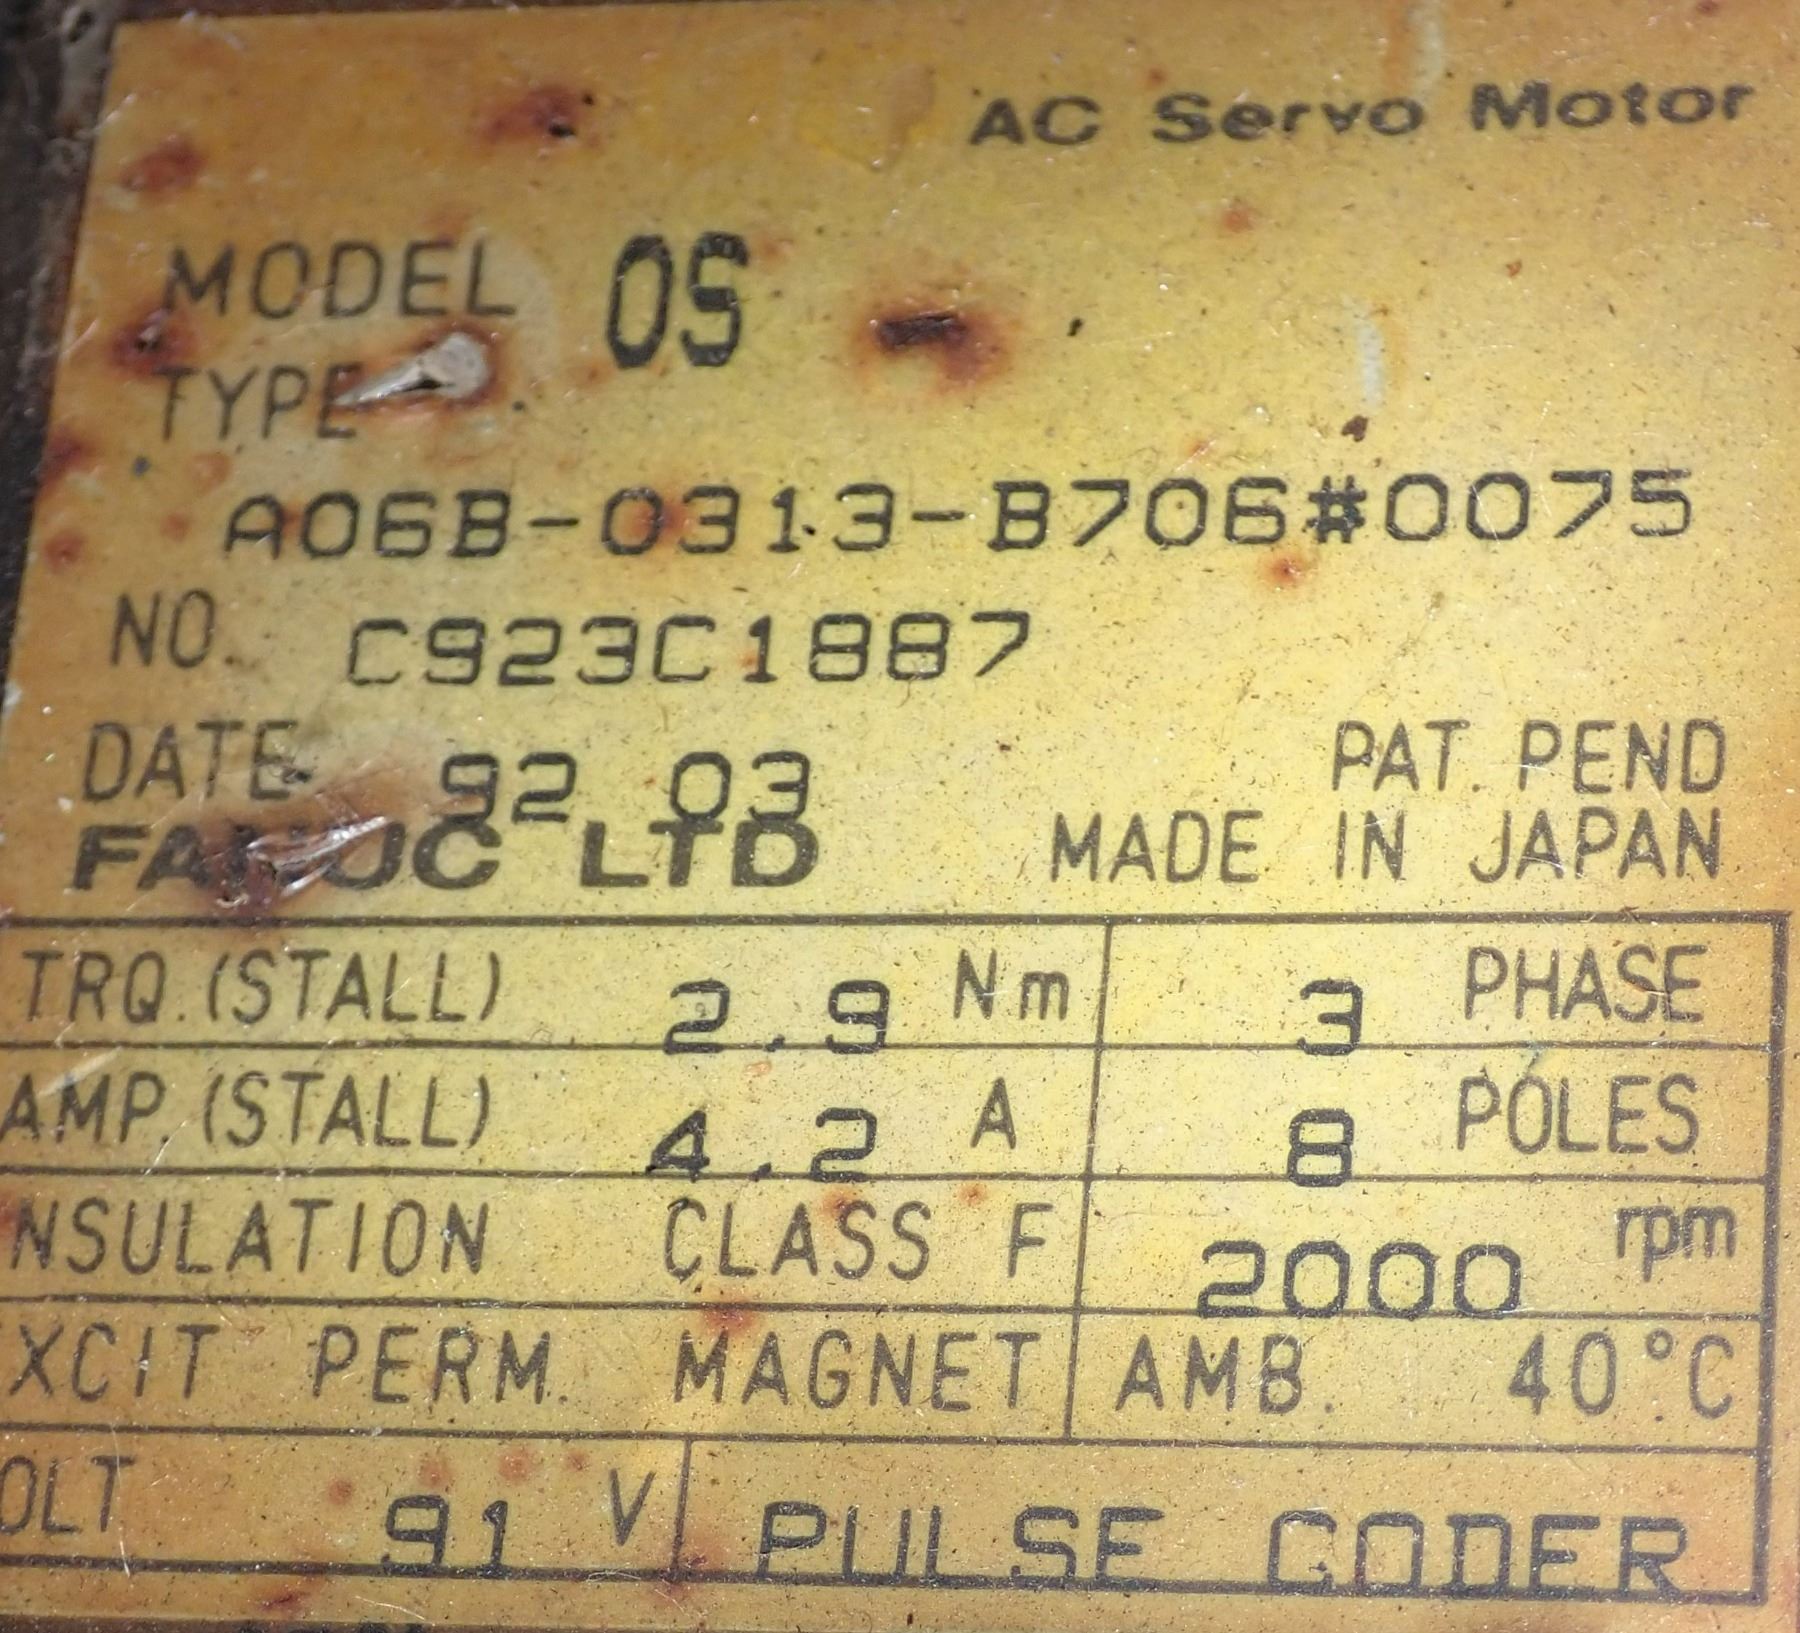 AC Servo Motor
MODEL 0S
TYPE
A06B-0313-B706#0075
NO. C923C1887
DATE 92 03
PAT. PEND
FANUC LTD MADE IN JAPAN
TRQ.(STALL) 2.9 Nm 3 PHASE
AMP.(STALL) 4.2 A 8 POLES
NSULATION CLASS F 2000 rpm
XCIT PERM. MAGNET AMB. 40°C
OLT 91 V PULSE CODER